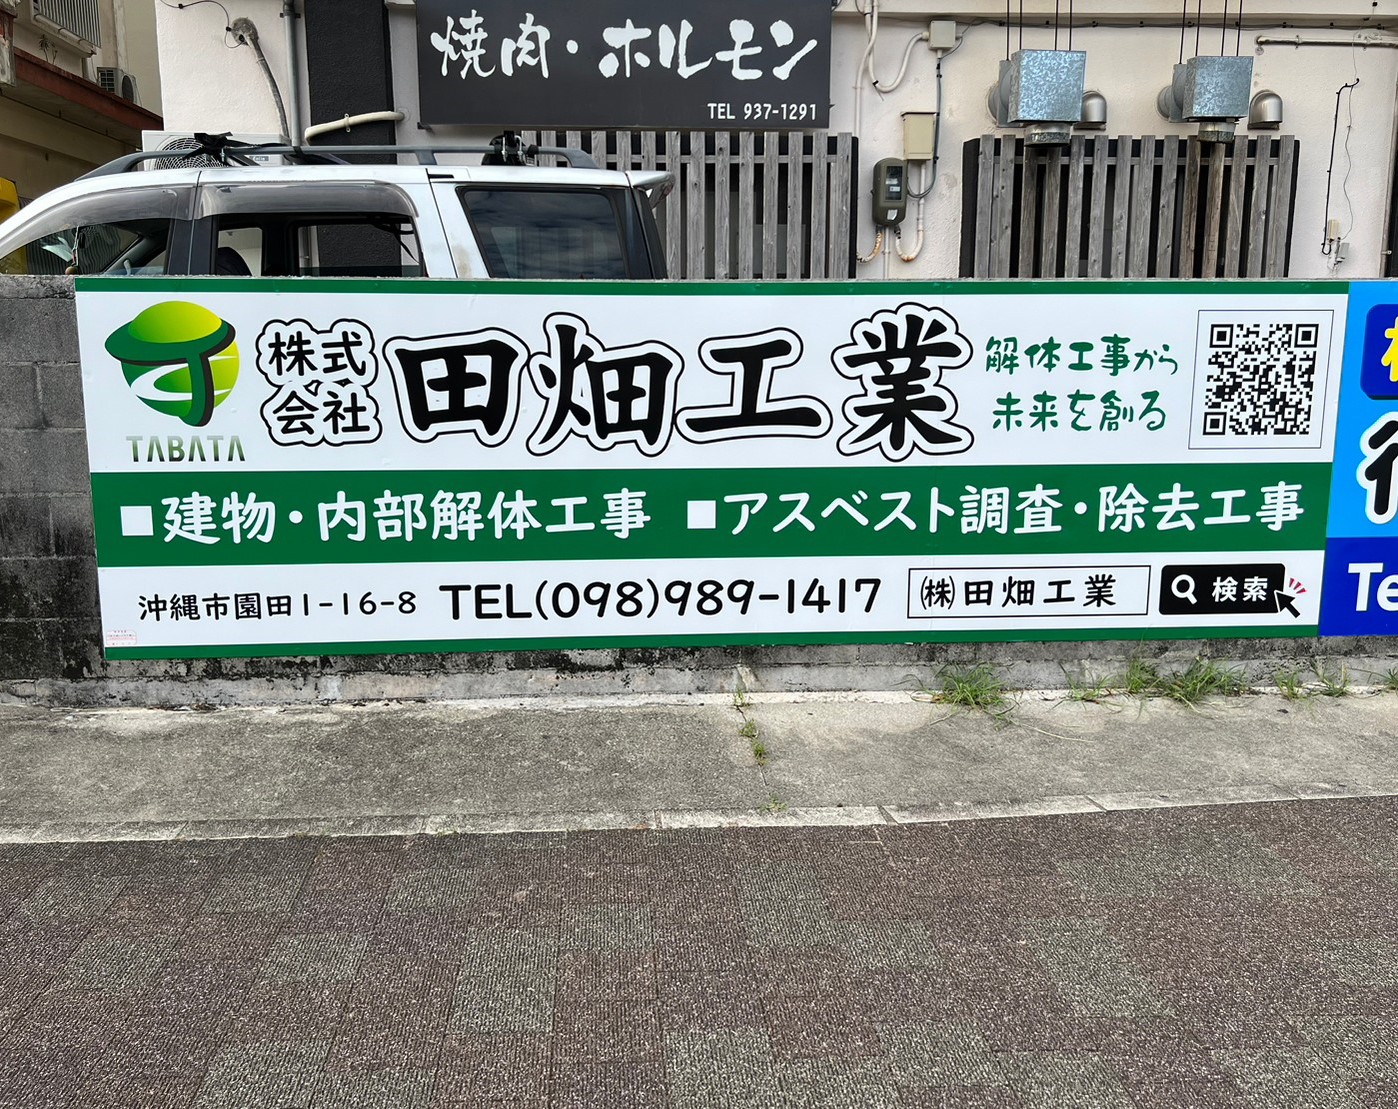 焼肉・ホルモン
TEL 937-1291
TABATA
株式会社
田畑工業
解体工事から
未来を創る
■建物・内部解体工事 ■アスベスト調査・除去工事
沖縄市園田1-16-8 TEL(098)989-1417 ㈱田畑工業 検索
Te